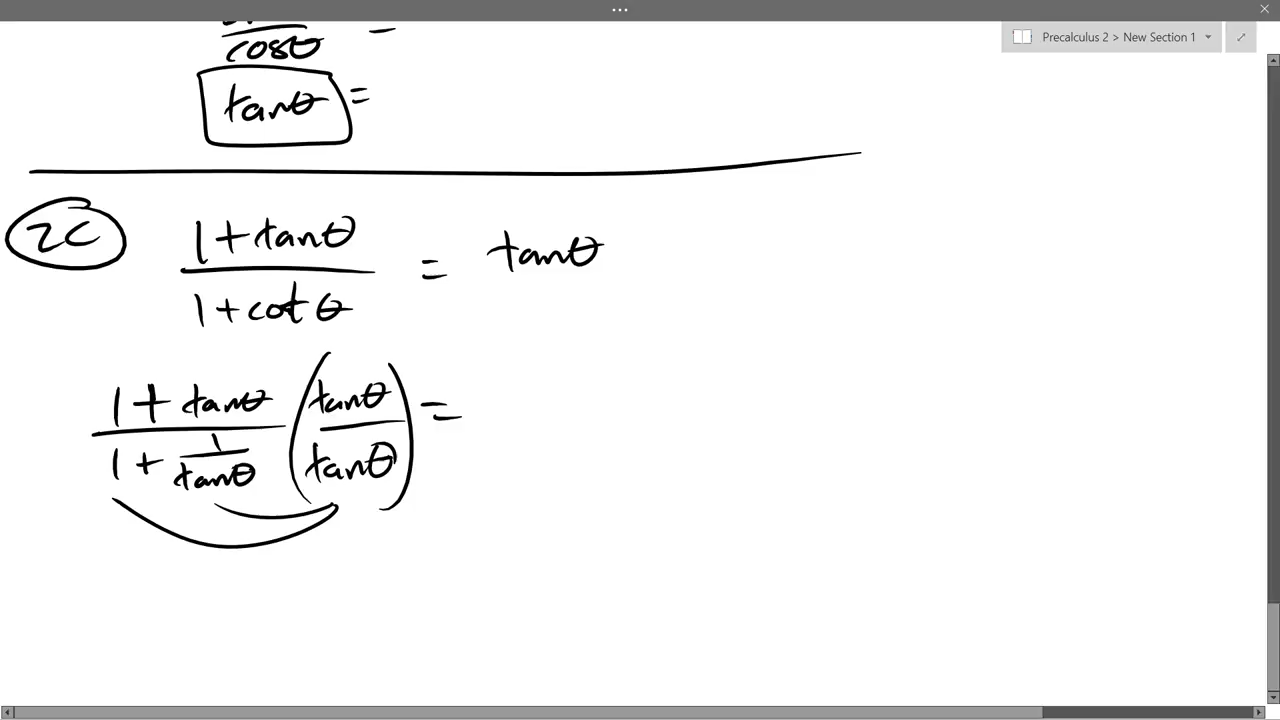 Precalculus 2 > New Section 1
cosθ =
tanθ =
2C 1 + tanθ / 1 + cot θ = tanθ
1 + tanθ / 1 + 1/tanθ (tanθ / tanθ) =